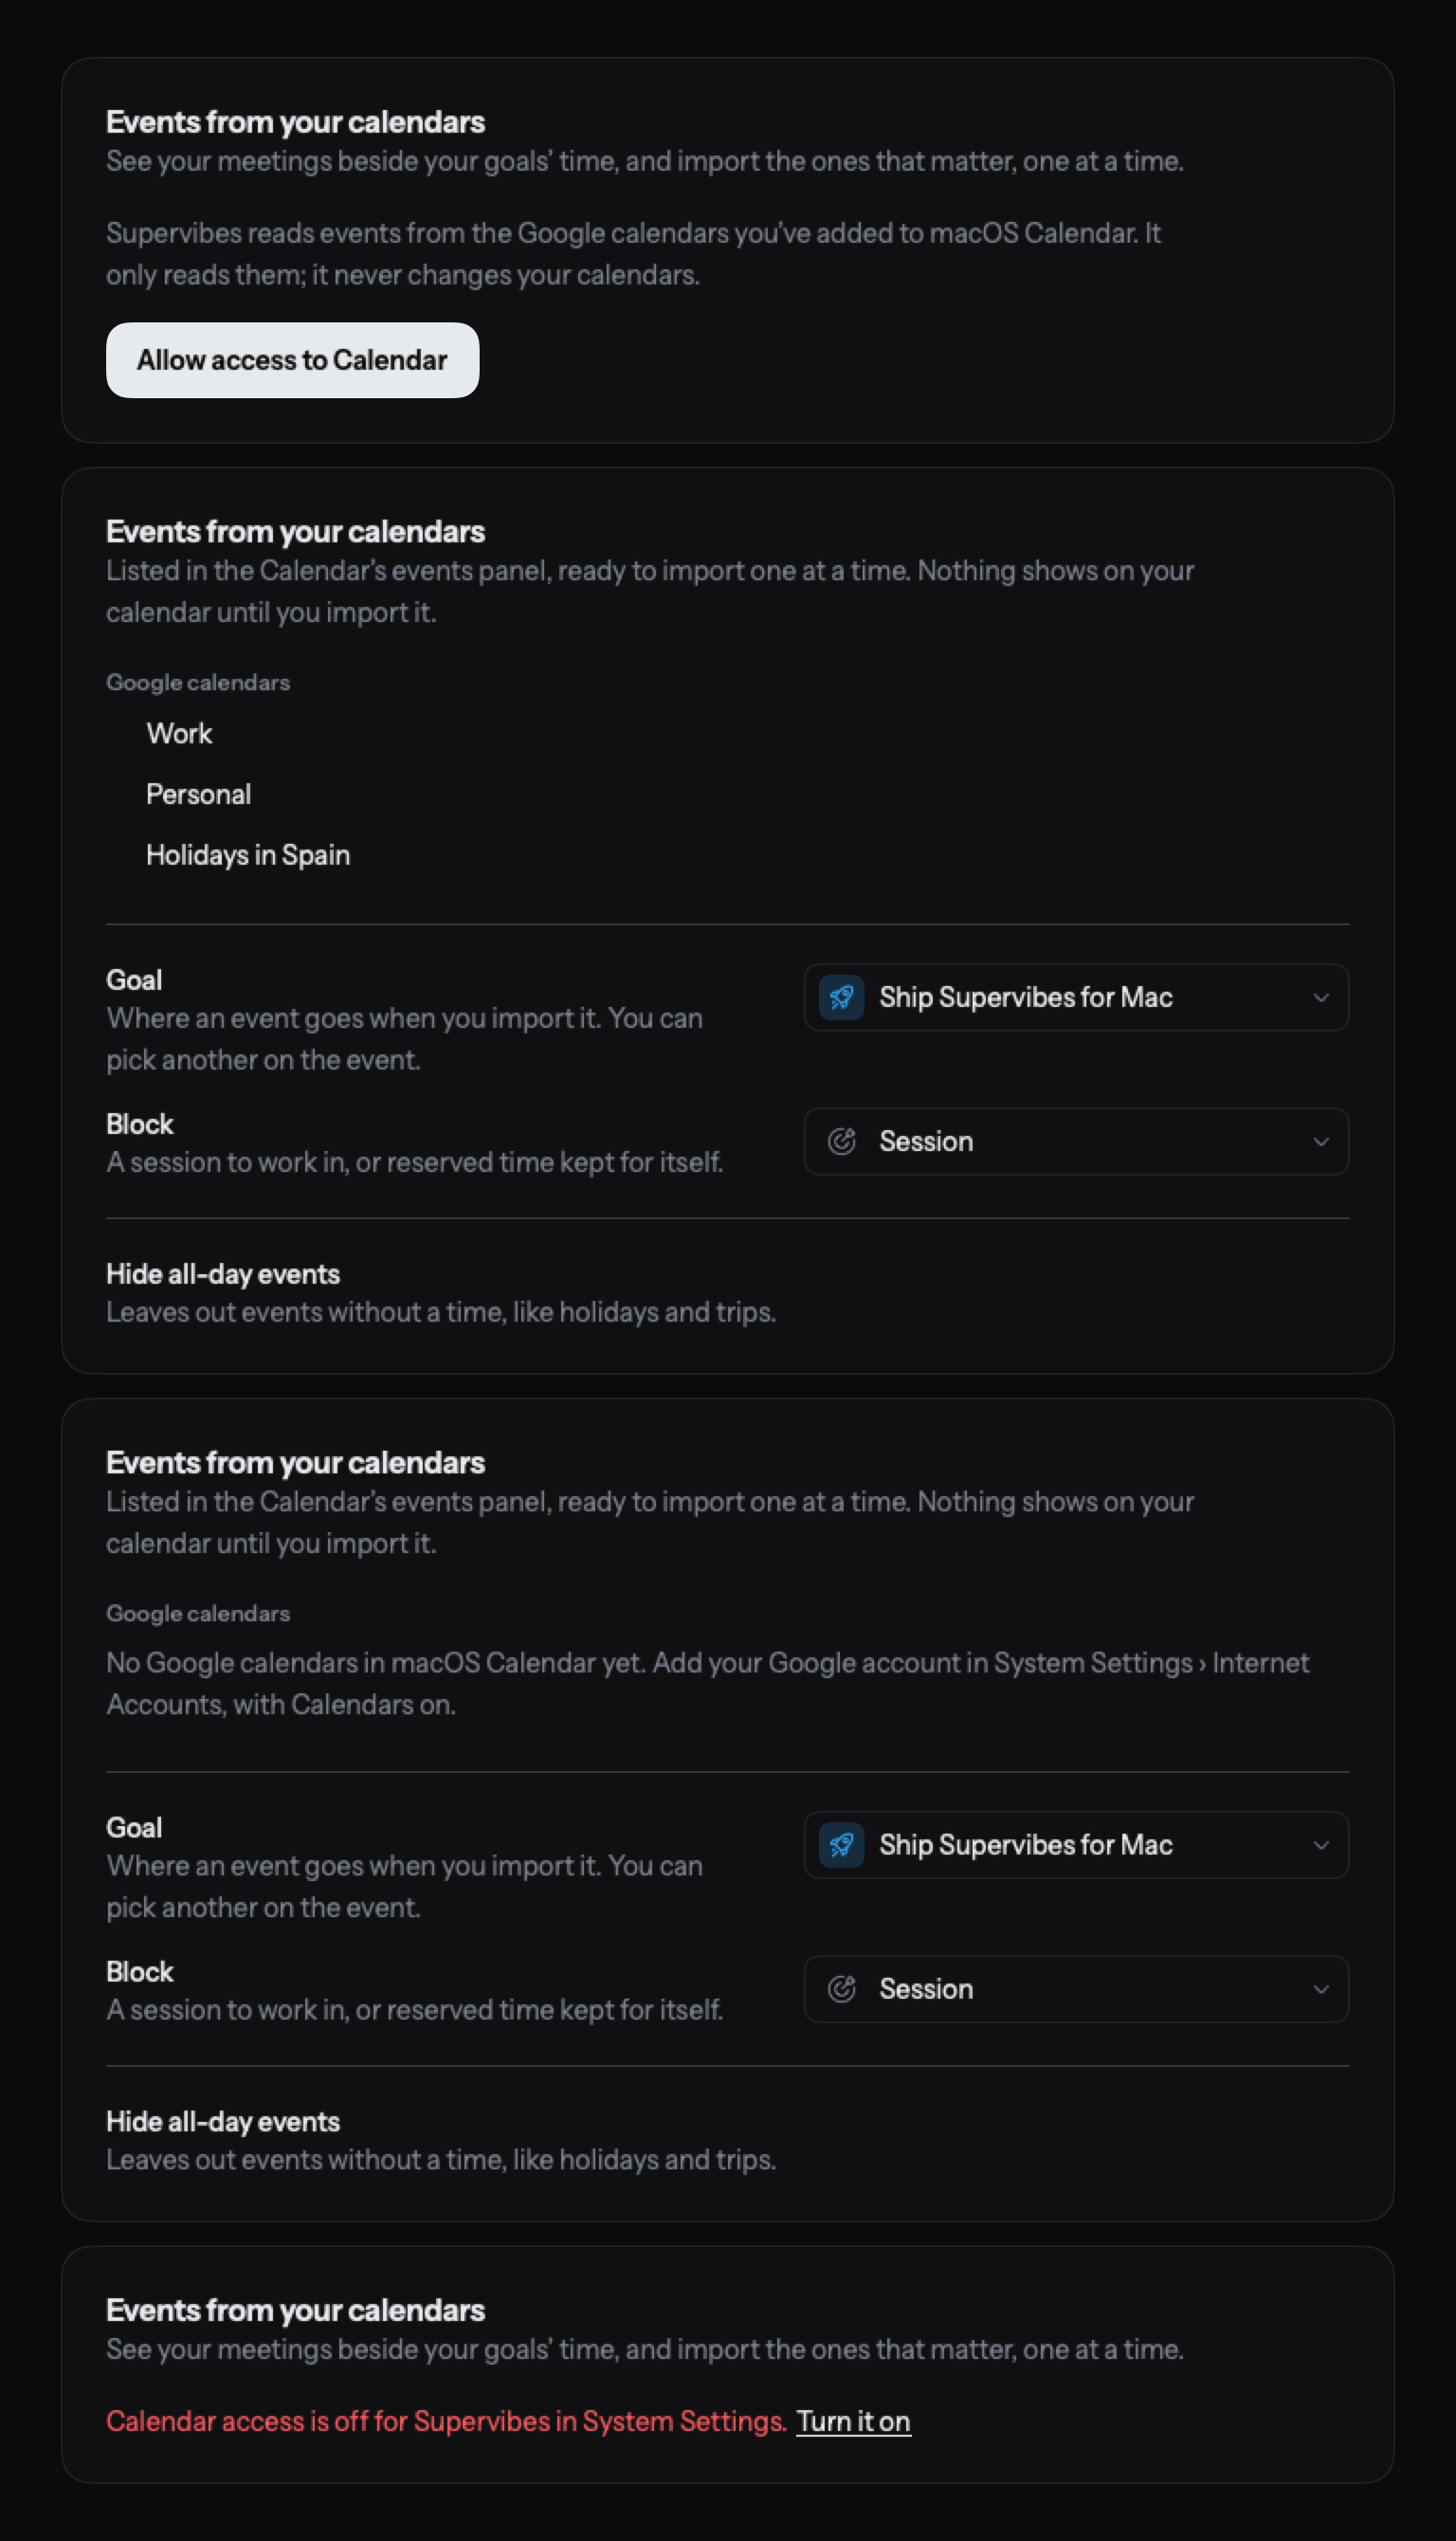 Events from your calendars
See your meetings beside your goals’ time, and import the ones that matter, one at a time.
Supervibes reads events from the Google calendars you’ve added to macOS Calendar. It
only reads them; it never changes your calendars.
Allow access to Calendar
Events from your calendars
Listed in the Calendar’s events panel, ready to import one at a time. Nothing shows on your
calendar until you import it.
Google calendars
Work
Personal
Holidays in Spain
Goal
Where an event goes when you import it. You can
pick another on the event.
Ship Supervibes for Mac
Block
A session to work in, or reserved time kept for itself.
Session
Hide all-day events
Leaves out events without a time, like holidays and trips.
Events from your calendars
Listed in the Calendar’s events panel, ready to import one at a time. Nothing shows on your
calendar until you import it.
Google calendars
No Google calendars in macOS Calendar yet. Add your Google account in System Settings › Internet
Accounts, with Calendars on.
Goal
Where an event goes when you import it. You can
pick another on the event.
Ship Supervibes for Mac
Block
A session to work in, or reserved time kept for itself.
Session
Hide all-day events
Leaves out events without a time, like holidays and trips.
Events from your calendars
See your meetings beside your goals’ time, and import the ones that matter, one at a time.
Calendar access is off for Supervibes in System Settings. Turn it on